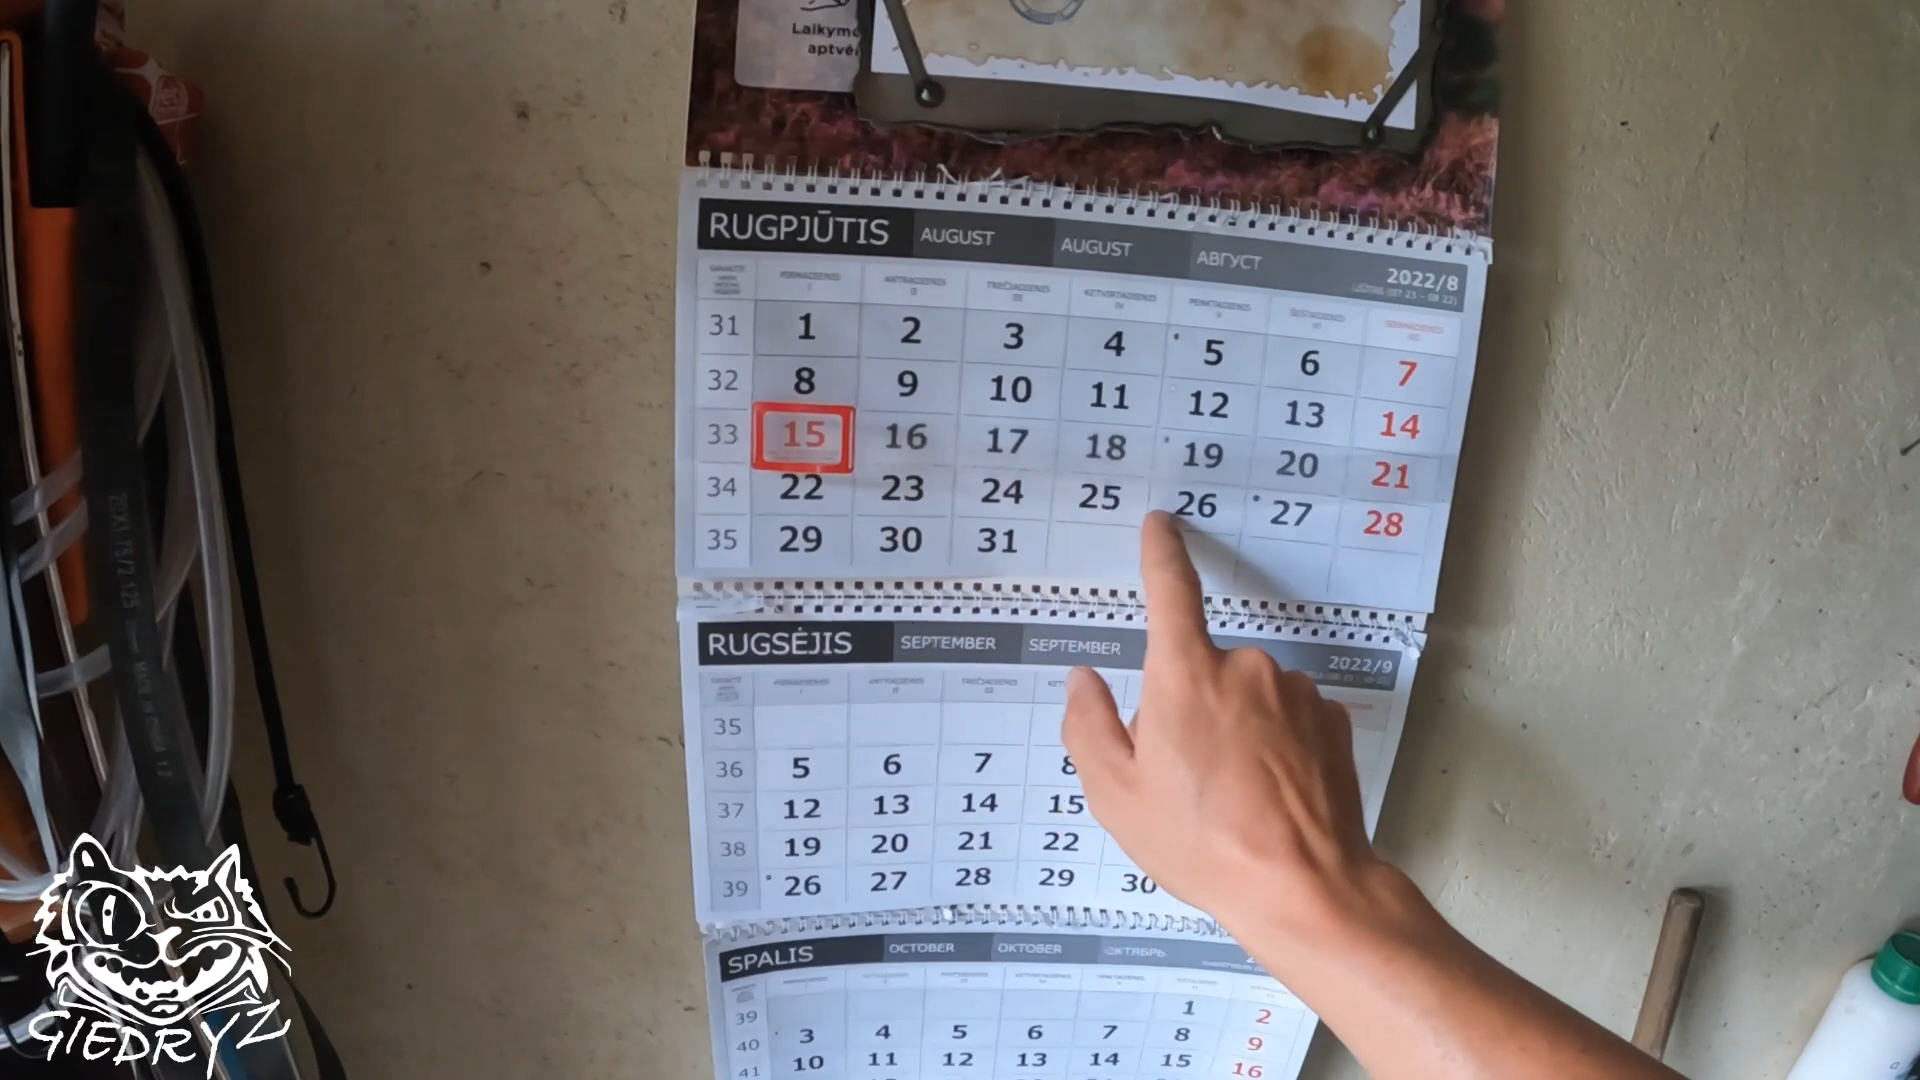 Laikymo
aptvė
RUGPJŪTIS AUGUST AUGUST АВГУСТ 2022/8
31 1 2 3 4 5 6 7
32 8 9 10 11 12 13 14
33 15 16 17 18 19 20 21
34 22 23 24 25 26 27 28
35 29 30 31
RUGSĖJIS SEPTEMBER SEPTEMBER 2022/9
35
36 5 6 7 8
37 12 13 14 15
38 19 20 21 22
39 26 27 28 29 30
SPALIS OCTOBER OKTOBER ОКТЯБРЬ
39 1 2
40 3 4 5 6 7 8 9
41 10 11 12 13 14 15 16
MADE IN CHINA
GIEDRYZ